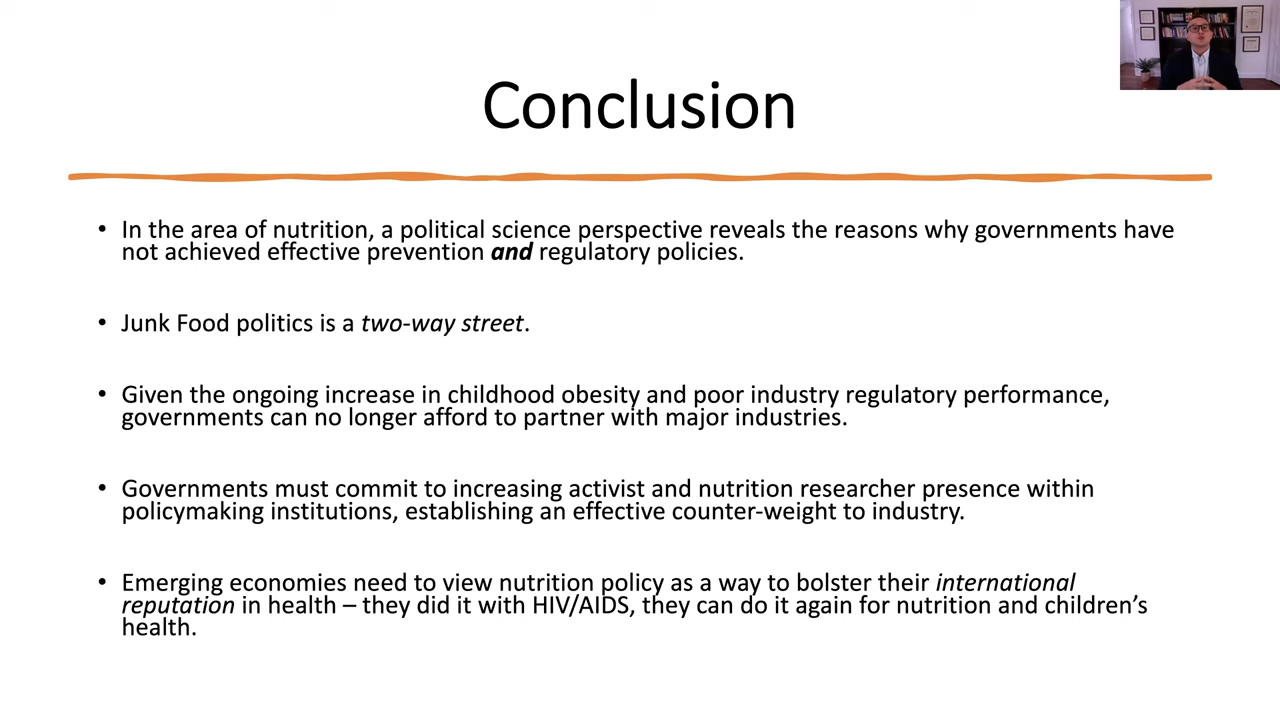 Conclusion
• In the area of nutrition, a political science perspective reveals the reasons why governments have
not achieved effective prevention and regulatory policies.
• Junk Food politics is a two-way street.
• Given the ongoing increase in childhood obesity and poor industry regulatory performance,
governments can no longer afford to partner with major industries.
• Governments must commit to increasing activist and nutrition researcher presence within
policymaking institutions, establishing an effective counter-weight to industry.
• Emerging economies need to view nutrition policy as a way to bolster their international
reputation in health – they did it with HIV/AIDS, they can do it again for nutrition and children’s
health.